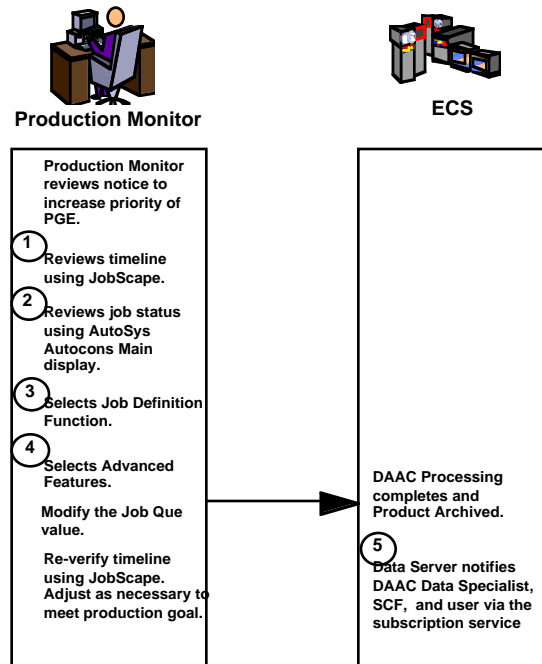 Production Monitor
ECS
Production Monitor
reviews notice to
increase priority of
PGE.
1
Reviews timeline
using JobScape.
2
Reviews job status
using AutoSys
Autocons Main
display.
3
Selects Job Definition
Function.
4
Selects Advanced
Features.
Modify the Job Que
value.
Re-verify timeline
using JobScape.
Adjust as necessary to
meet production goal.
DAAC Processing
completes and
Product Archived.
5
Data Server notifies
DAAC Data Specialist,
SCF, and user via the
subscription service